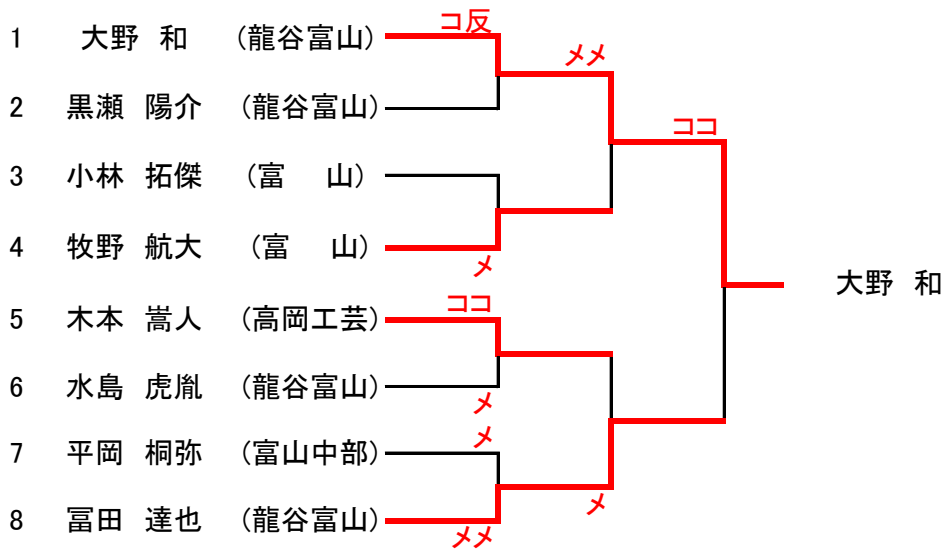 コ反
1 大野 和 (龍谷富山)
メメ
2 黒瀬 陽介 (龍谷富山)
ココ
3 小林 拓傑 (富 山)
4 牧野 航大 (富 山)
メ
大野 和
ココ
5 木本 嵩人 (高岡工芸)
6 水島 虎胤 (龍谷富山)
メ
メ
7 平岡 桐弥 (富山中部)
メ
8 冨田 達也 (龍谷富山)
メメ